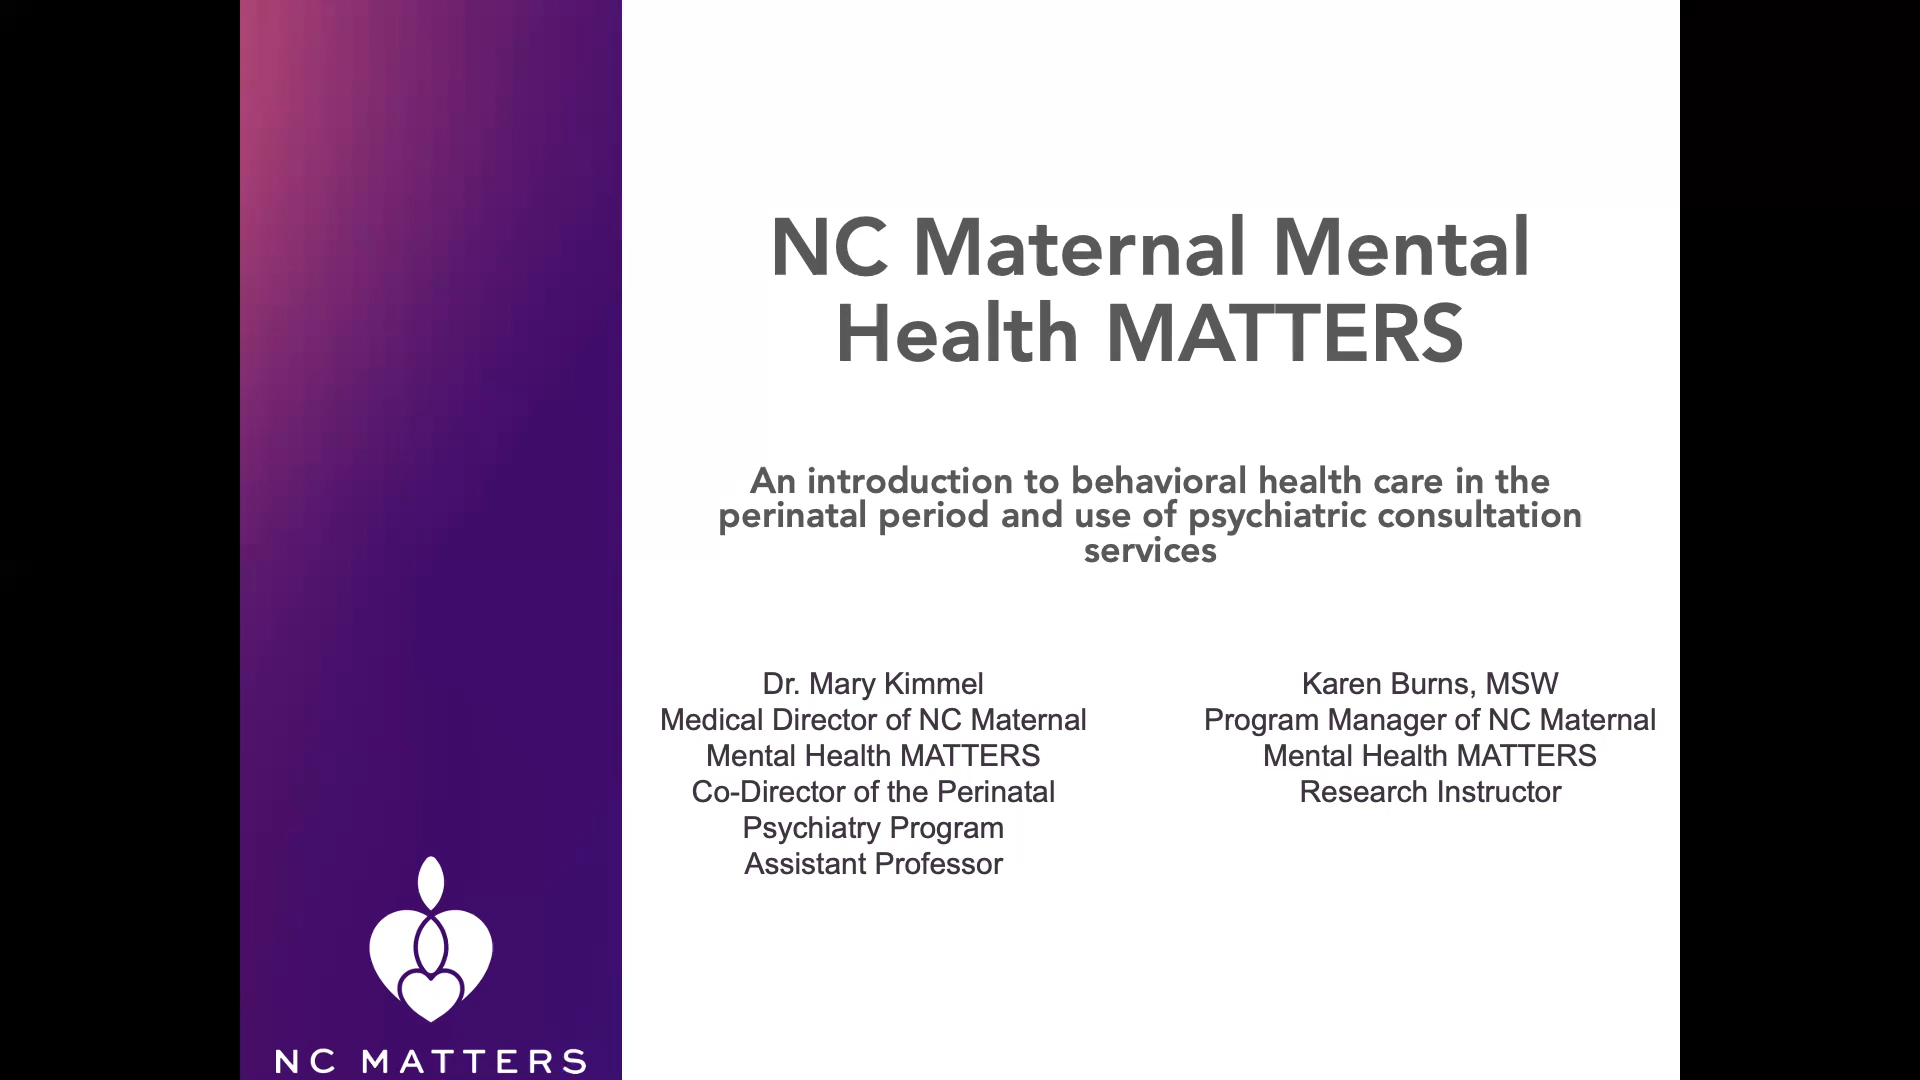 NC Maternal Mental
Health MATTERS
An introduction to behavioral health care in the
perinatal period and use of psychiatric consultation
services
Dr. Mary Kimmel
Medical Director of NC Maternal
Mental Health MATTERS
Co-Director of the Perinatal
Psychiatry Program
Assistant Professor
Karen Burns, MSW
Program Manager of NC Maternal
Mental Health MATTERS
Research Instructor
NC MATTERS